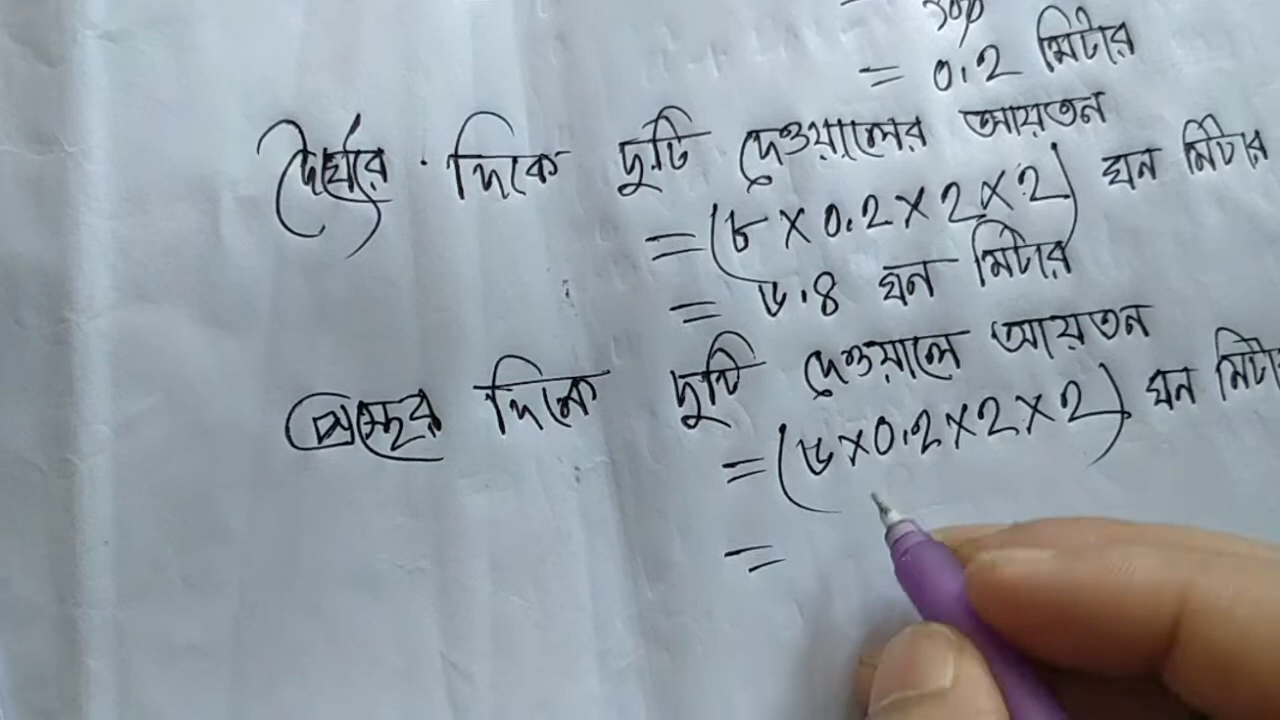 ১০০
= ০.২ মিটার
দৈর্ঘ্যের দিকে দুটি দেওয়ালের আয়তন
= (৮ × ০.২ × ২ × ২) ঘন মিটার
= ৬.৪ ঘন মিটার
প্রস্থের দিকে দুটি দেওয়ালে আয়তন
= (৬ × ০.২ × ২ × ২) ঘন মিটা
=